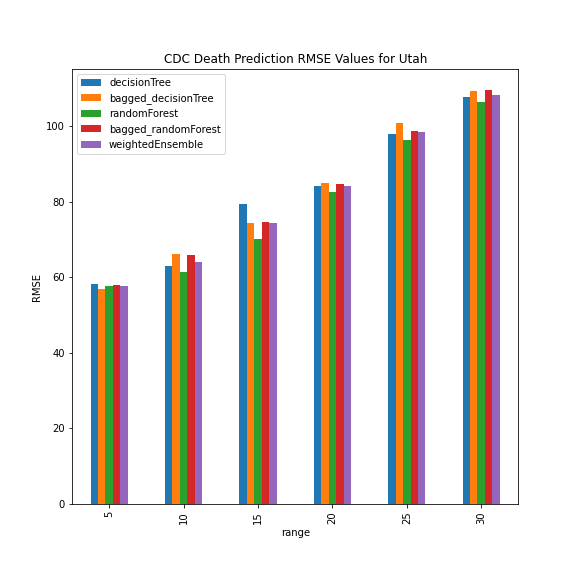 CDC Death Prediction RMSE Values for Utah
decisionTree
bagged_decisionTree
randomForest
bagged_randomForest
weightedEnsemble
RMSE
100
80
60
40
20
0
5 10 15 20 25 30
range